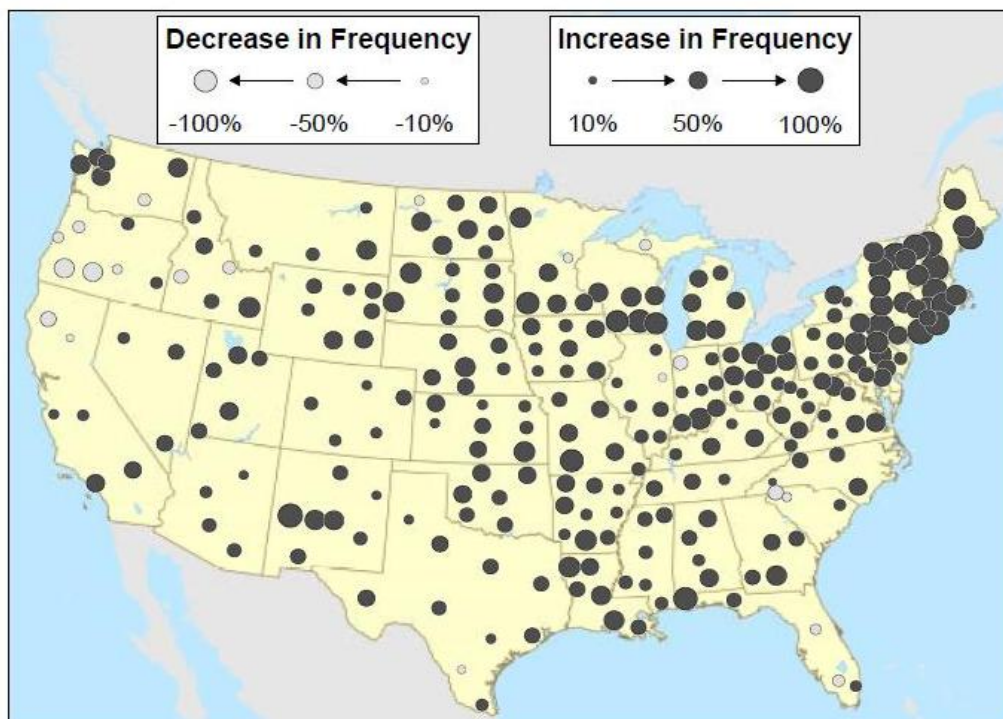 Decrease in Frequency
-100% -50% -10%
Increase in Frequency
10% 50% 100%